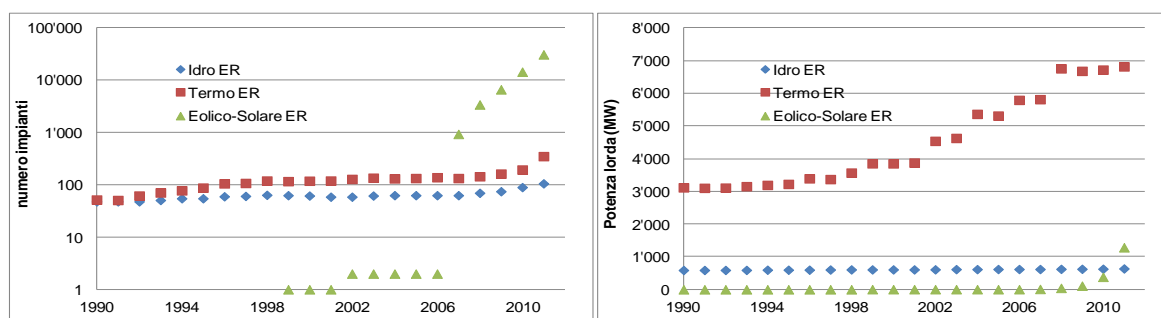 numero impianti
100'000
10'000
1'000
100
10
1
Idro ER
Termo ER
Eolico-Solare ER
1990 1994 1998 2002 2006 2010
Potenza lorda (MW)
8'000
7'000
6'000
5'000
4'000
3'000
2'000
1'000
0
Idro ER
Termo ER
Eolico-Solare ER
1990 1994 1998 2002 2006 2010